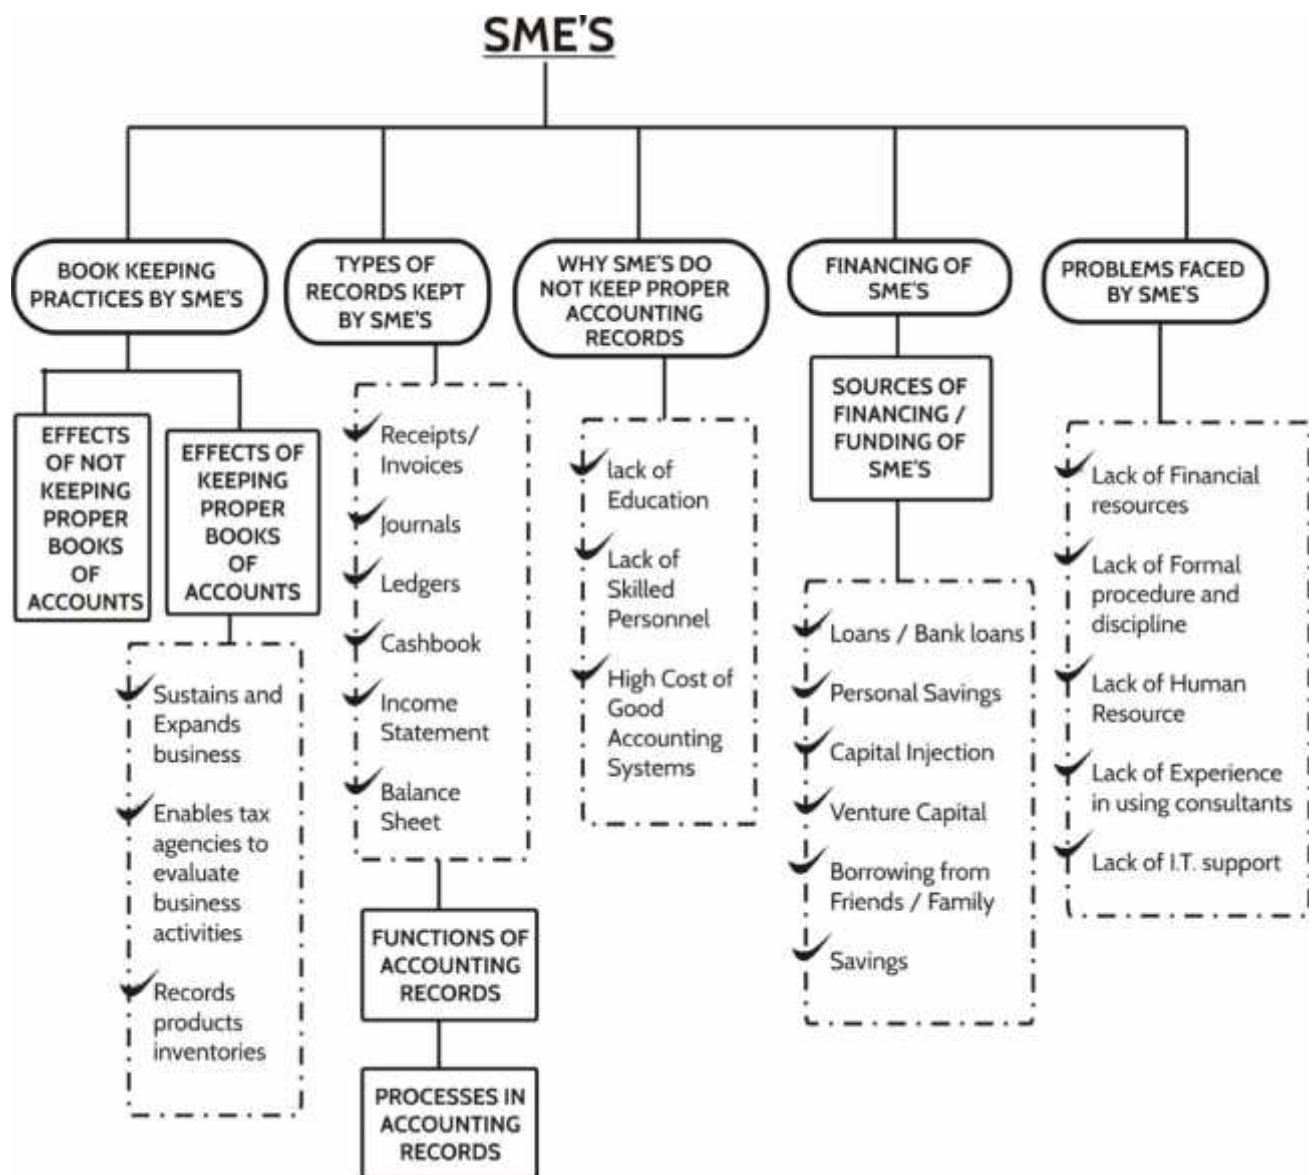 SME'S
BOOK KEEPING
PRACTICES BY SME'S
EFFECTS
OF NOT
KEEPING
PROPER
BOOKS
OF
ACCOUNTS
EFFECTS OF
KEEPING
PROPER
BOOKS
OF
ACCOUNTS
Sustains and
Expands
business
Enables tax
agencies to
evaluate
business
activities
Records
products
inventories
TYPES OF
RECORDS KEPT
BY SME'S
Receipts/
Invoices
Journals
Ledgers
Cashbook
Income
Statement
Balance
Sheet
FUNCTIONS OF
ACCOUNTING
RECORDS
PROCESSES IN
ACCOUNTING
RECORDS
WHY SME'S DO
NOT KEEP PROPER
ACCOUNTING
RECORDS
lack of
Education
Lack of
Skilled
Personnel
High Cost of
Good
Accounting
Systems
FINANCING OF
SME'S
SOURCES OF
FINANCING /
FUNDING OF
SME'S
Loans / Bank loans
Personal Savings
Capital Injection
Venture Capital
Borrowing from
Friends / Family
Savings
PROBLEMS FACED
BY SME'S
Lack of Financial
resources
Lack of Formal
procedure and
discipline
Lack of Human
Resource
Lack of Experience
in using consultants
Lack of I.T. support